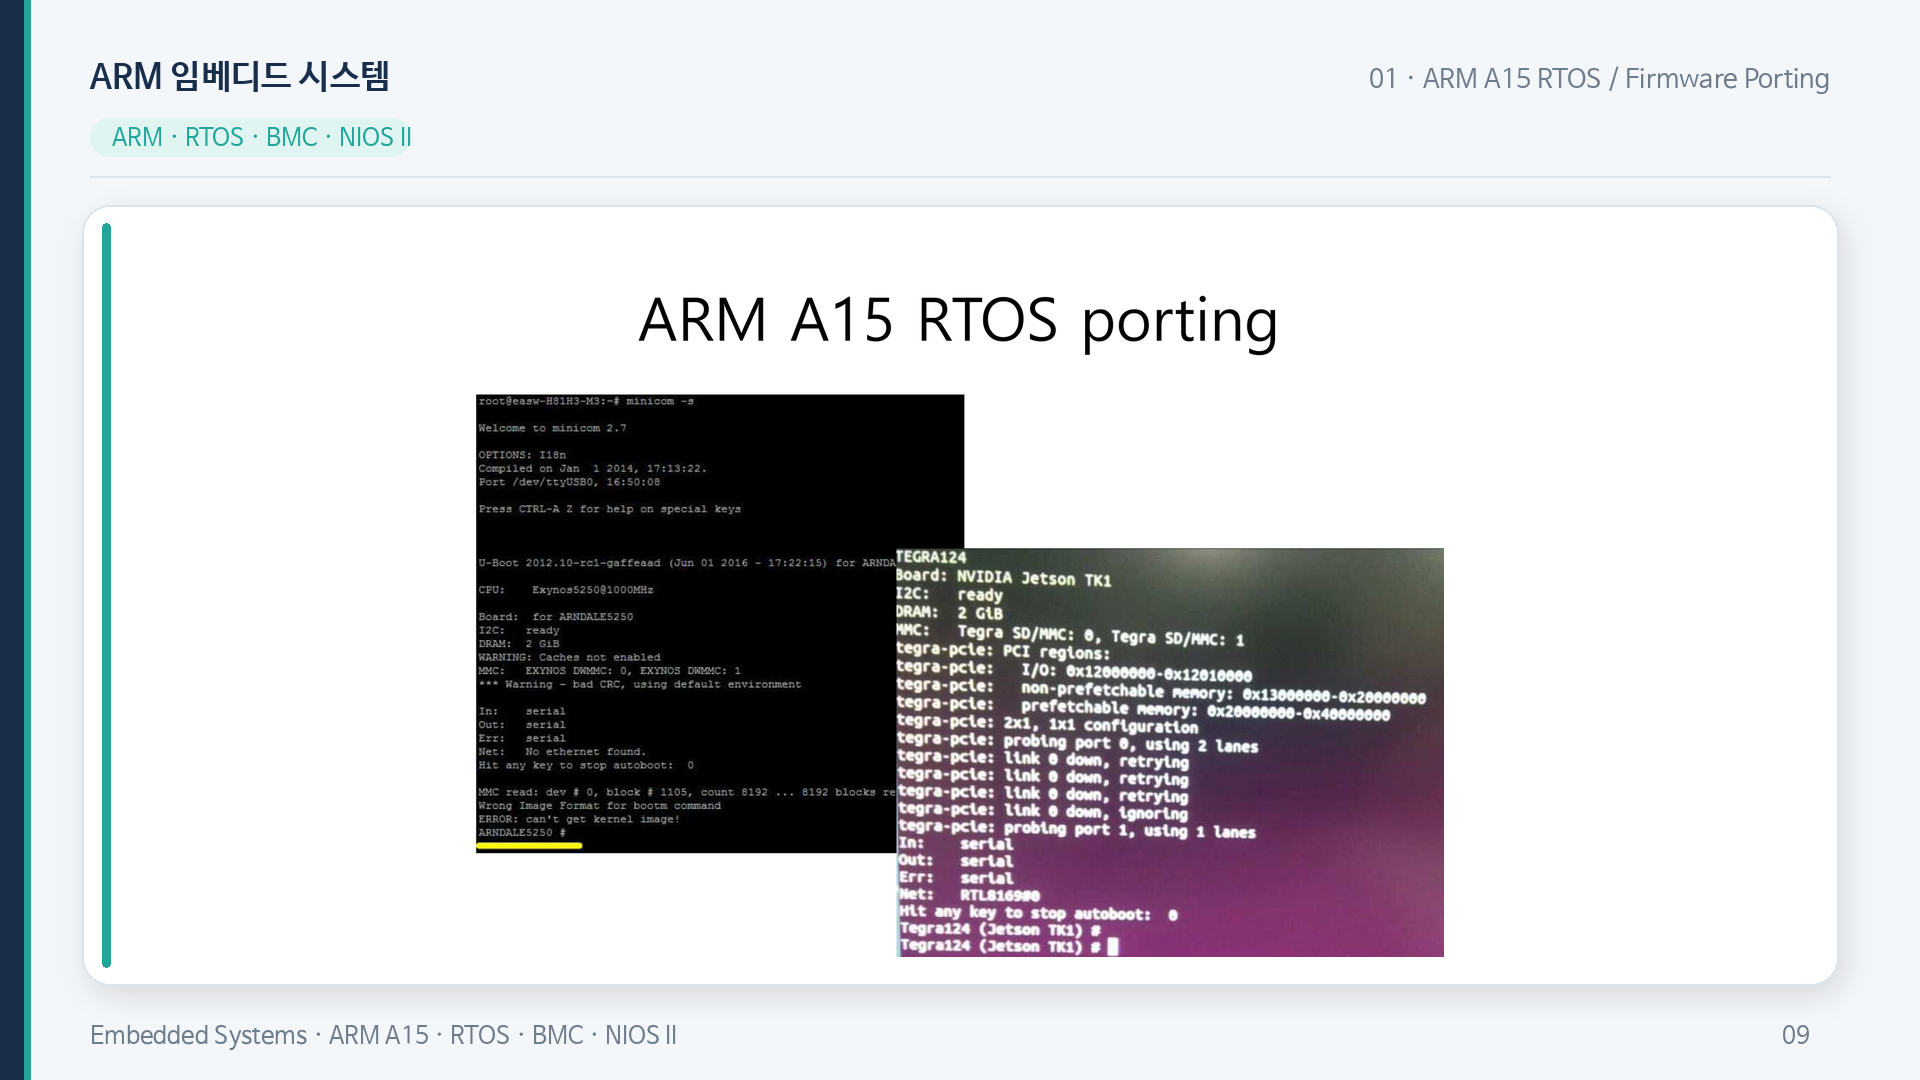 ARM 임베디드 시스템
01 · ARM A15 RTOS / Firmware Porting
ARM · RTOS · BMC · NIOS II
ARM A15 RTOS porting
root@easw-H81H3-M3:~# minicom -s
Welcome to minicom 2.7
OPTIONS: I18n
Compiled on Jan  1 2014, 17:13:22.
Port /dev/ttyUSB0, 16:50:08
Press CTRL-A Z for help on special keys
U-Boot 2012.10-rc1-gaffeaad (Jun 01 2016 - 17:22:15) for ARNDA
CPU:    Exynos5250@1000MHz
Board:  for ARNDALE5250
I2C:   ready
DRAM:  2 GiB
WARNING: Caches not enabled
MMC:   EXYNOS DWMMC: 0, EXYNOS DWMMC: 1
*** Warning - bad CRC, using default environment
In:    serial
Out:   serial
Err:   serial
Net:   No ethernet found.
Hit any key to stop autoboot:  0
MMC read: dev # 0, block # 1105, count 8192 ... 8192 blocks re
Wrong Image Format for bootm command
ERROR: can't get kernel image!
ARNDALE5250 #
TEGRA124
Board: NVIDIA Jetson TK1
I2C:   ready
DRAM:  2 GiB
MMC:   Tegra SD/MMC: 0, Tegra SD/MMC: 1
tegra-pcie: PCI regions:
tegra-pcie:   I/O: 0x12000000-0x12010000
tegra-pcie:   non-prefetchable memory: 0x13000000-0x20000000
tegra-pcie:   prefetchable memory: 0x20000000-0x40000000
tegra-pcie: 2x1, 1x1 configuration
tegra-pcie: probing port 0, using 2 lanes
tegra-pcie: link 0 down, retrying
tegra-pcie: link 0 down, retrying
tegra-pcie: link 0 down, retrying
tegra-pcie: link 0 down, ignoring
tegra-pcie: probing port 1, using 1 lanes
In:    serial
Out:   serial
Err:   serial
Net:   RTL8169#0
Hit any key to stop autoboot:  0
Tegra124 (Jetson TK1) #
Tegra124 (Jetson TK1) #
Embedded Systems · ARM A15 · RTOS · BMC · NIOS II
09